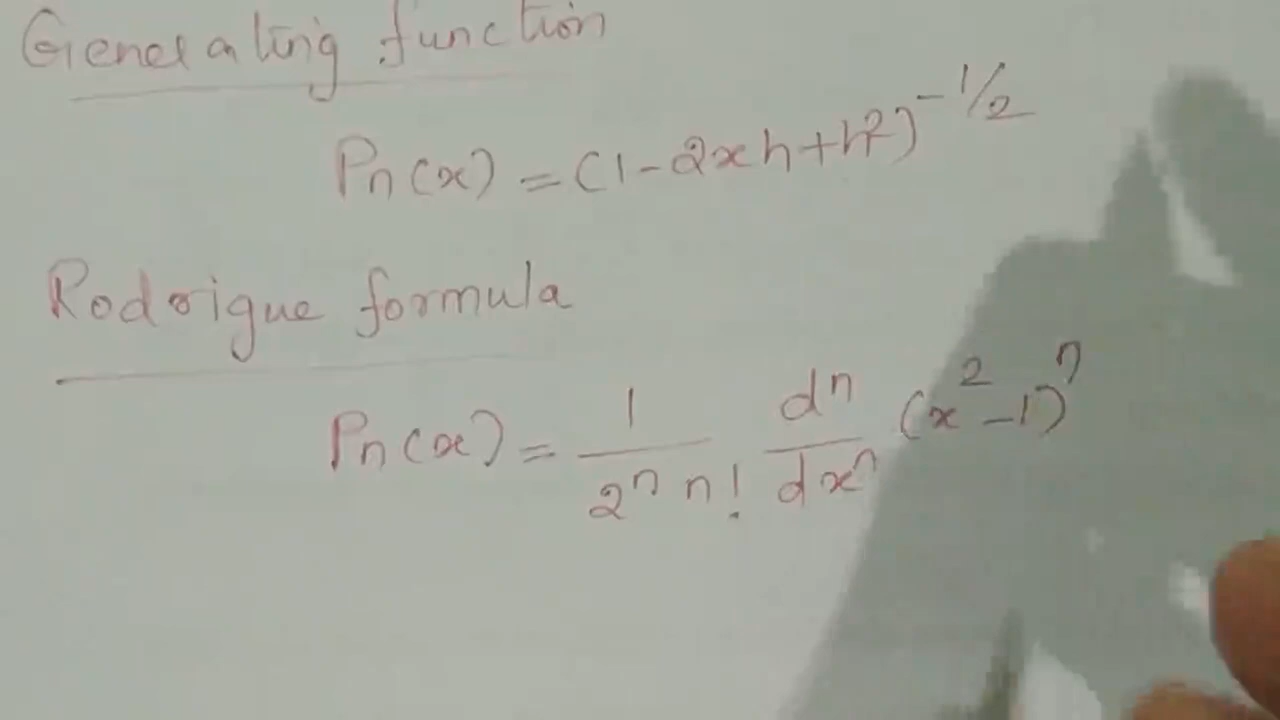 Generating function
Pn(x) = (1-2xh+h²)^-1/2
Rodrigue formula
Pn(x) = 1/(2ⁿ n!) dⁿ/dxⁿ (x²-1)ⁿ